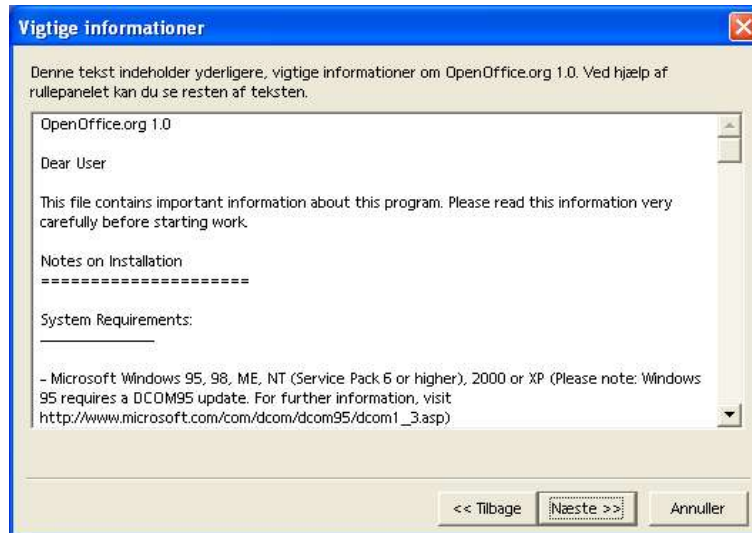 Vigtige informationer
Denne tekst indeholder yderligere, vigtige informationer om OpenOffice.org 1.0. Ved hjælp af
rullepanelet kan du se resten af teksten.
OpenOffice.org 1.0
Dear User
This file contains important information about this program. Please read this information very
carefully before starting work.
Notes on Installation
=====================
System Requirements:
- Microsoft Windows 95, 98, ME, NT (Service Pack 6 or higher), 2000 or XP (Please note: Windows
95 requires a DCOM95 update. For further information, visit
http://www.microsoft.com/com/dcom/dcom95/dcom1_3.asp)
<< Tilbage
Næste >>
Annuller